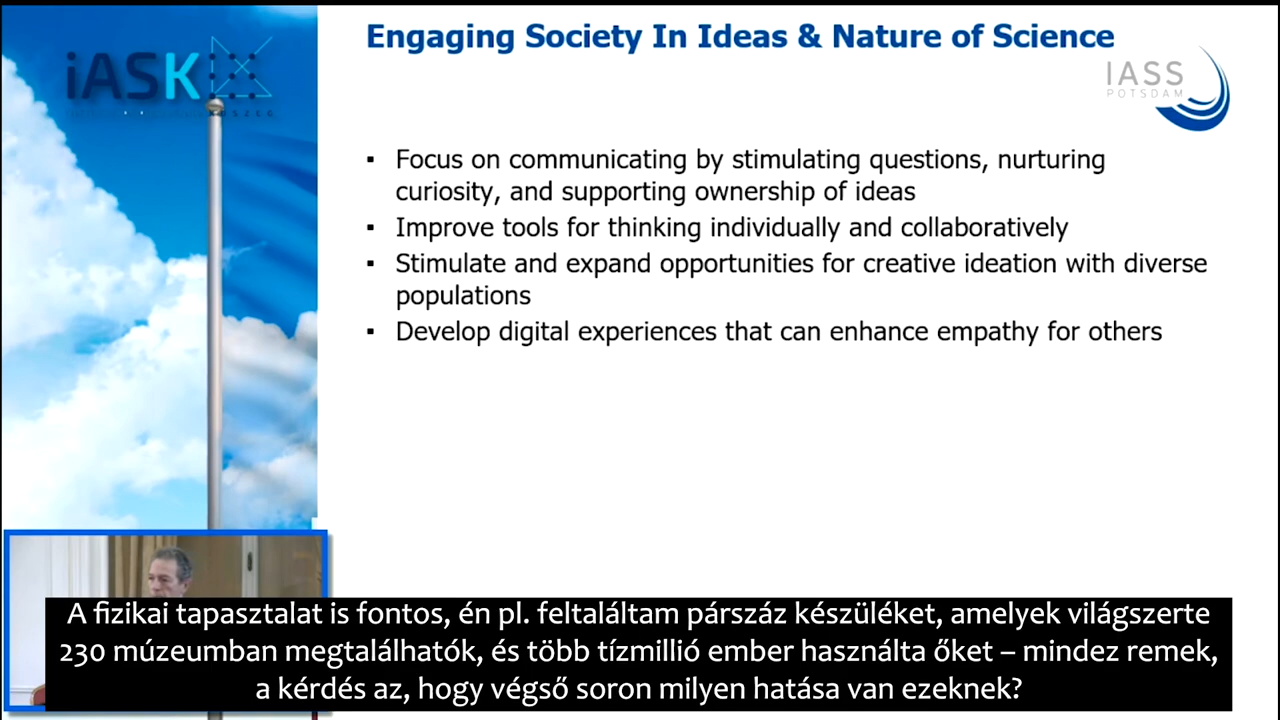 Engaging Society In Ideas & Nature of Science
iASK
KŐSZEG
IASS
POTSDAM
▪ Focus on communicating by stimulating questions, nurturing
curiosity, and supporting ownership of ideas
▪ Improve tools for thinking individually and collaboratively
▪ Stimulate and expand opportunities for creative ideation with diverse
populations
▪ Develop digital experiences that can enhance empathy for others
A fizikai tapasztalat is fontos, én pl. feltaláltam párszáz készüléket, amelyek világszerte
230 múzeumban megtalálhatók, és több tízmillió ember használta őket – mindez remek,
a kérdés az, hogy végső soron milyen hatása van ezeknek?